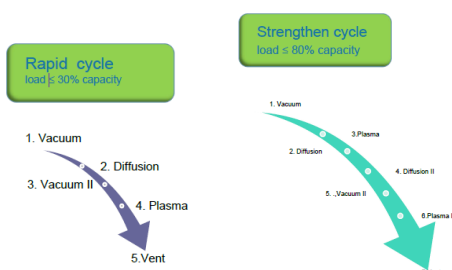 Rapid cycle
load ≤ 30% capacity
1. Vacuum
2. Diffusion
3. Vacuum II
4. Plasma
5.Vent
Strengthen cycle
load ≤ 80% capacity
1. Vacuum
3.Plasma
2. Diffusion
4. Diffusion II
5. .,Vacuum II
6.Plasma